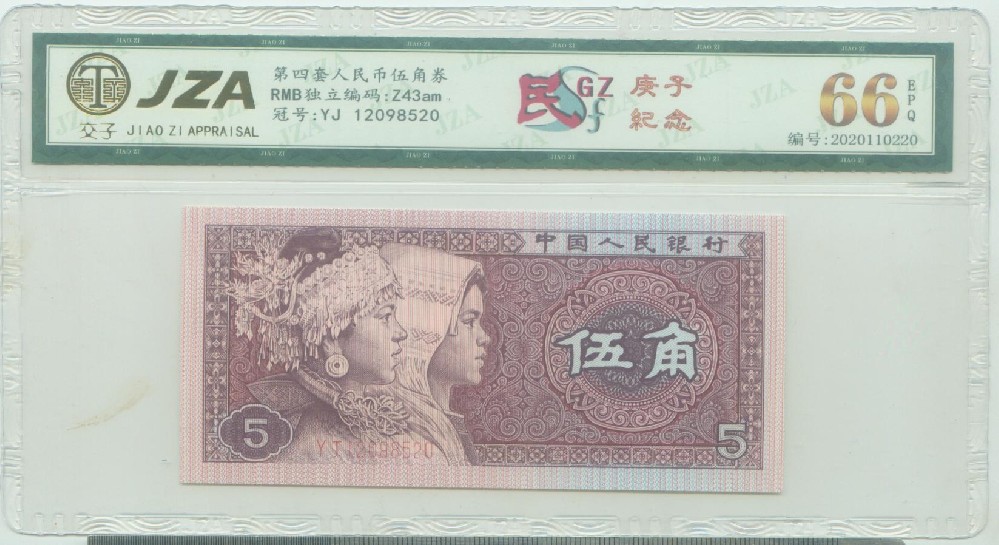 JZA
交子 JIAO ZI APPRAISAL
第四套人民币伍角券
RMB独立编码:Z43am
冠号:YJ 12098520
民 GZ
f
庚子
紀念
66
EPQ
编号:2020110220
中国人民银行
伍角
5
YJ 12098520
5